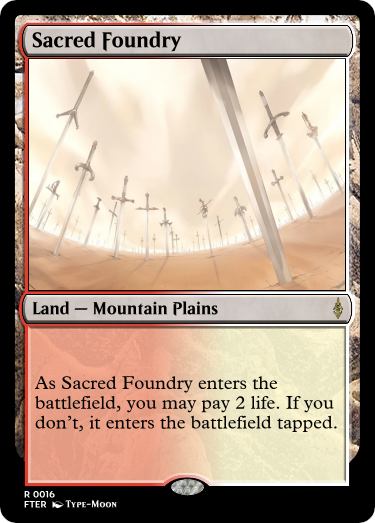 Sacred Foundry
Land — Mountain Plains
As Sacred Foundry enters the
battlefield, you may pay 2 life. If you
don't, it enters the battlefield tapped.
R 0016
FTER Type-Moon